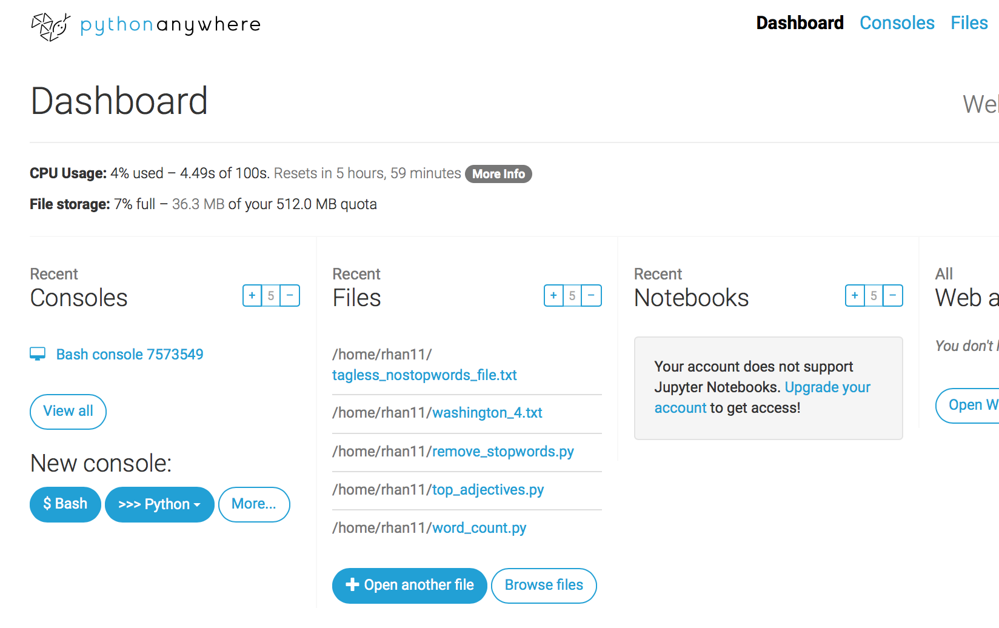 pythonanywhere
Dashboard Consoles Files
Dashboard
CPU Usage: 4% used – 4.49s of 100s. Resets in 5 hours, 59 minutes More Info
File storage: 7% full – 36.3 MB of your 512.0 MB quota
Recent
Consoles
+ 5 −
Bash console 7573549
View all
New console:
$ Bash >>> Python More...
Recent
Files
+ 5 −
/home/rhan11/
tagless_nostopwords_file.txt
/home/rhan11/washington_4.txt
/home/rhan11/remove_stopwords.py
/home/rhan11/top_adjectives.py
/home/rhan11/word_count.py
Open another file Browse files
Recent
Notebooks
+ 5 −
Your account does not support
Jupyter Notebooks. Upgrade your
account to get access!
All
Web a
You don't
Open W